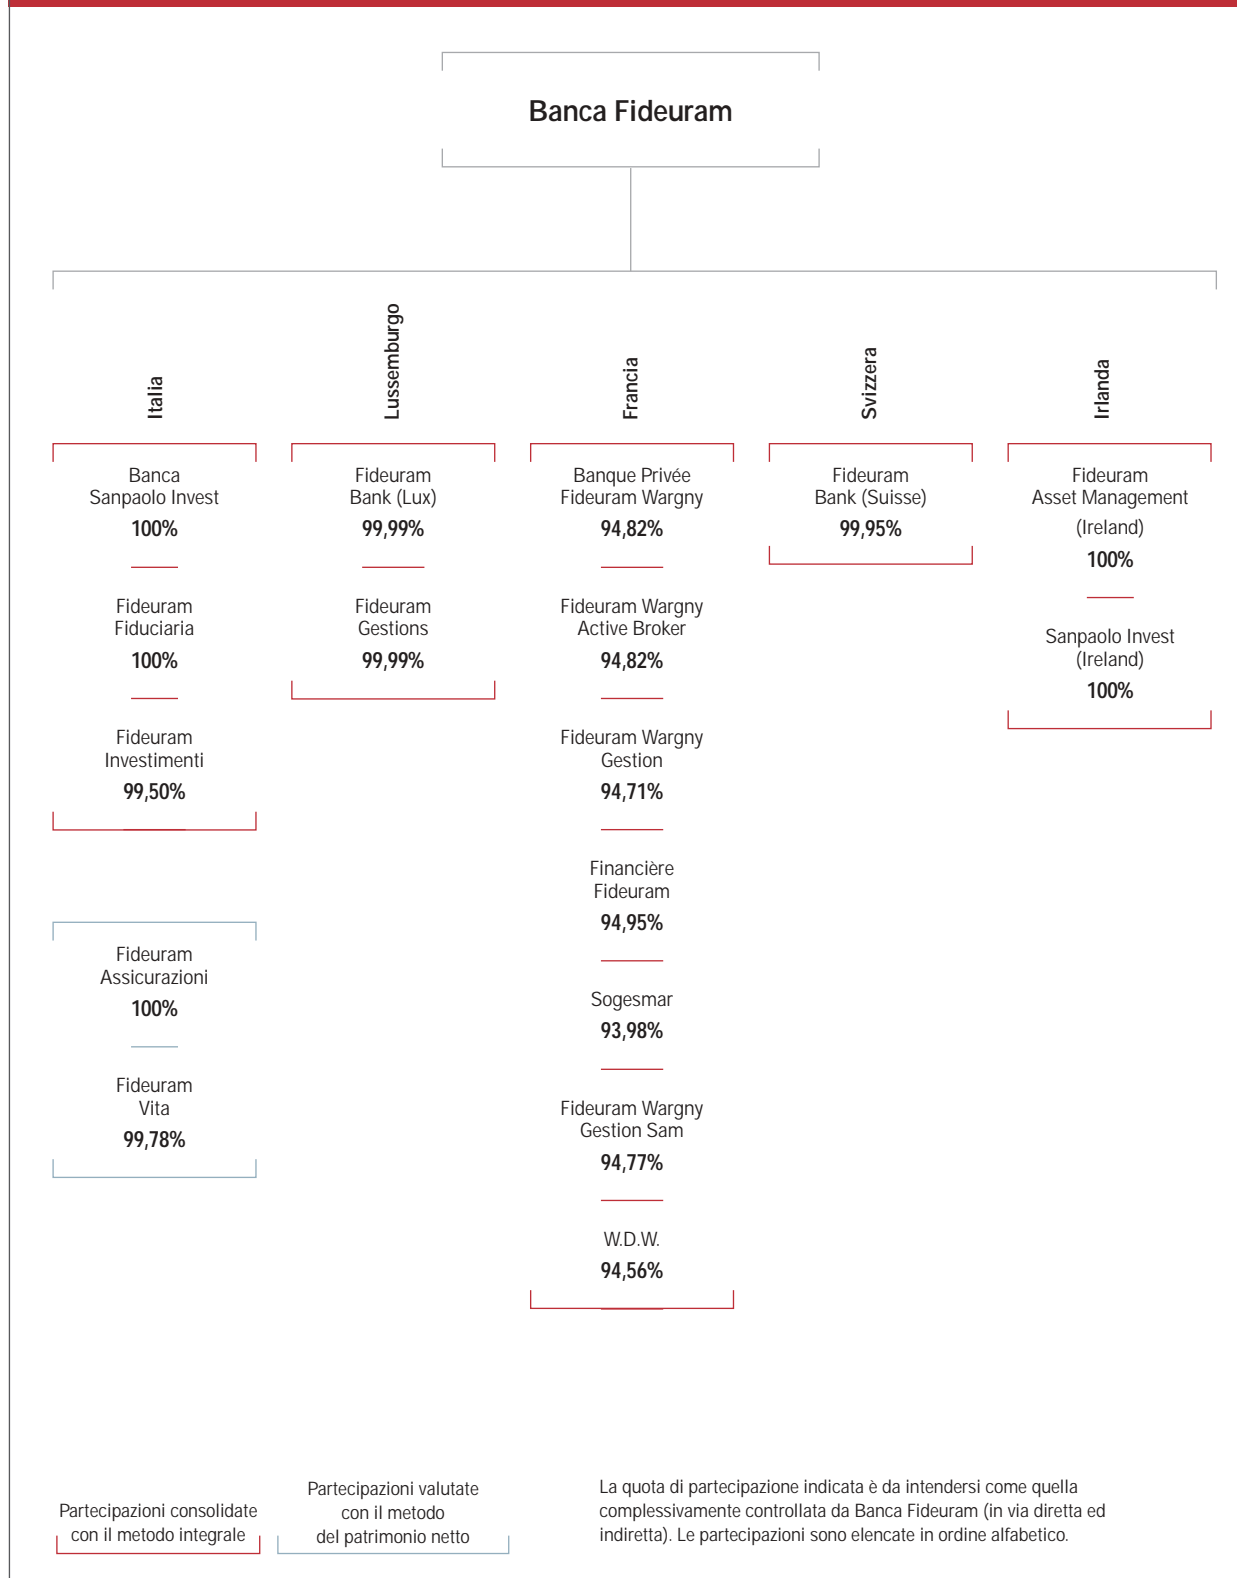 Banca Fideuram
Italia
Banca
Sanpaolo Invest
100%
Fideuram
Fiduciaria
100%
Fideuram
Investimenti
99,50%
Fideuram
Assicurazioni
100%
Fideuram
Vita
99,78%
Lussemburgo
Fideuram
Bank (Lux)
99,99%
Fideuram
Gestions
99,99%
Francia
Banque Privée
Fideuram Wargny
94,82%
Fideuram Wargny
Active Broker
94,82%
Fideuram Wargny
Gestion
94,71%
Financière
Fideuram
94,95%
Sogesmar
93,98%
Fideuram Wargny
Gestion Sam
94,77%
W.D.W.
94,56%
Svizzera
Fideuram
Bank (Suisse)
99,95%
Irlanda
Fideuram
Asset Management
(Ireland)
100%
Sanpaolo Invest
(Ireland)
100%
Partecipazioni consolidate
con il metodo integrale
Partecipazioni valutate
con il metodo
del patrimonio netto
La quota di partecipazione indicata è da intendersi come quella
complessivamente controllata da Banca Fideuram (in via diretta ed
indiretta). Le partecipazioni sono elencate in ordine alfabetico.